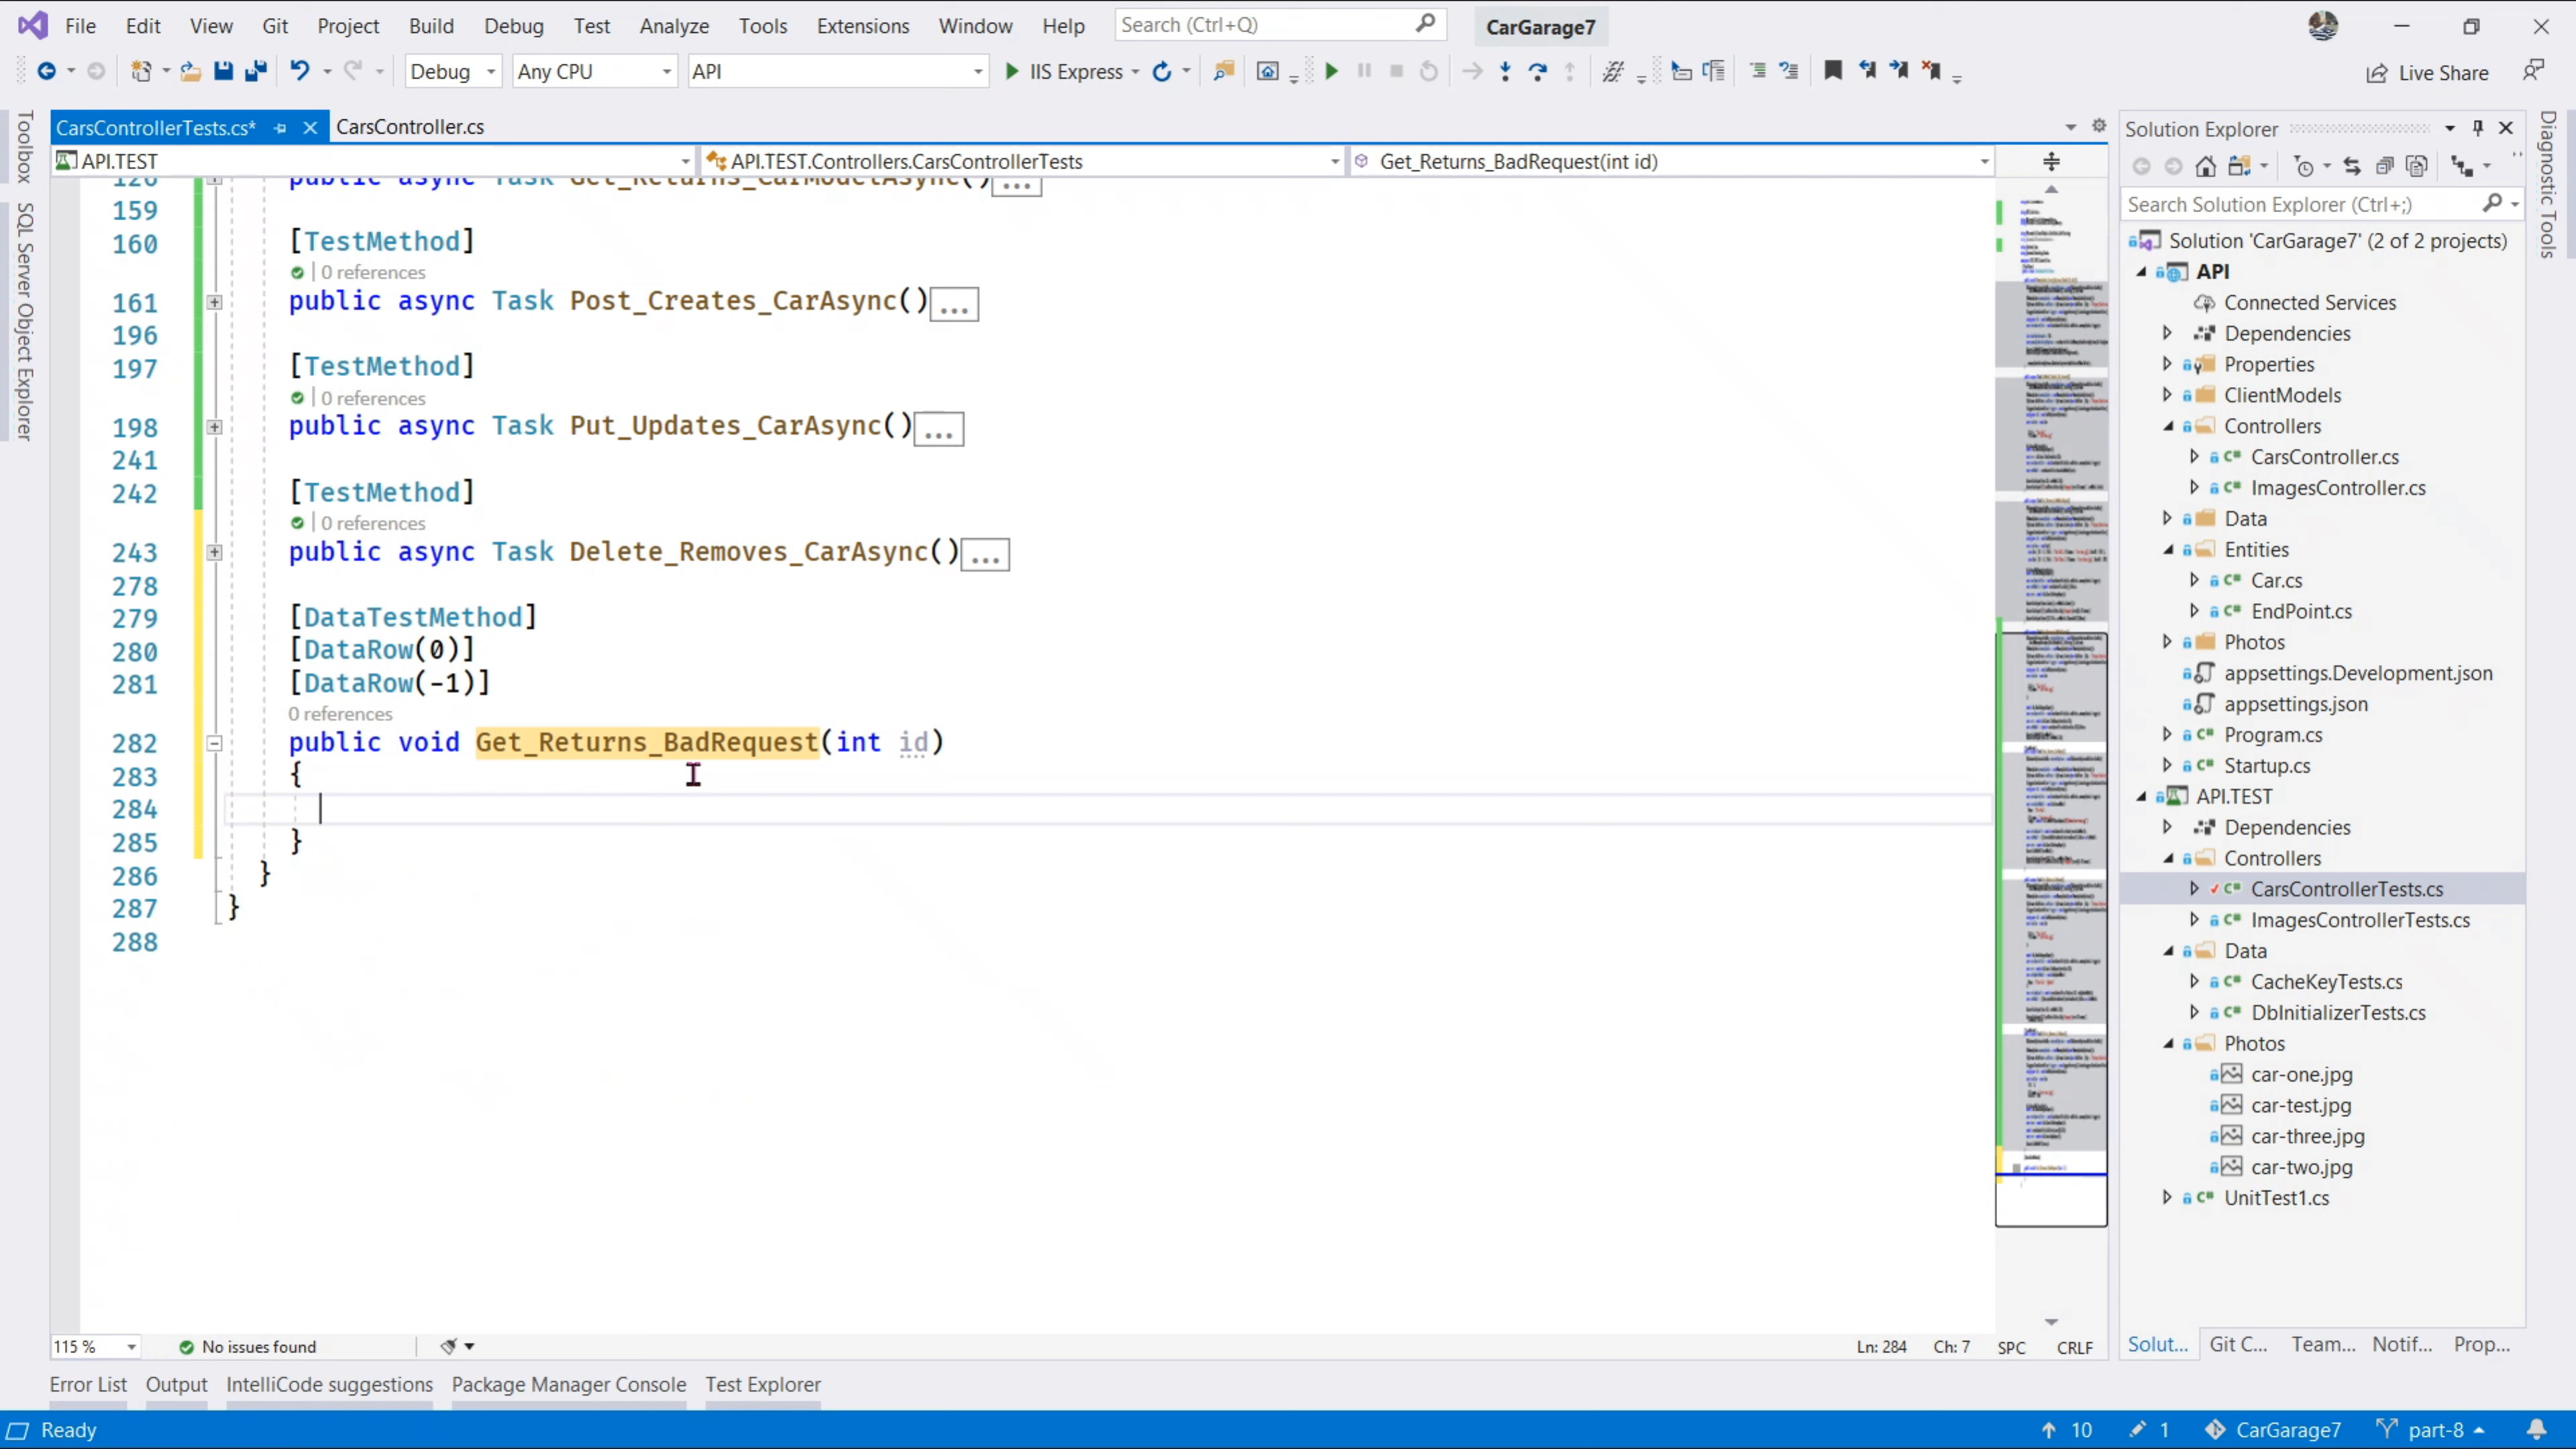 File Edit View Git Project Build Debug Test Analyze Tools Extensions Window Help Search (Ctrl+Q) CarGarage7
Debug Any CPU API IIS Express Live Share
Toolbox
SQL Server Object Explorer
CarsControllerTests.cs* CarsController.cs
API.TEST API.TEST.Controllers.CarsControllerTests Get_Returns_BadRequest(int id)
126 public async Task Get_Returns_CarModelAsync()...
159
160 [TestMethod]
0 references
161 public async Task Post_Creates_CarAsync()...
196
197 [TestMethod]
0 references
198 public async Task Put_Updates_CarAsync()...
241
242 [TestMethod]
0 references
243 public async Task Delete_Removes_CarAsync()...
278
279 [DataTestMethod]
280 [DataRow(0)]
281 [DataRow(-1)]
0 references
282 public void Get_Returns_BadRequest(int id)
283 {
284
285 }
286 }
287 }
288
115 % No issues found Ln: 284 Ch: 7 SPC CRLF
Solution Explorer
Search Solution Explorer (Ctrl+;)
Solution 'CarGarage7' (2 of 2 projects)
API
Connected Services
Dependencies
Properties
ClientModels
Controllers
C# CarsController.cs
C# ImagesController.cs
Data
Entities
C# Car.cs
C# EndPoint.cs
Photos
appsettings.Development.json
appsettings.json
C# Program.cs
C# Startup.cs
API.TEST
Dependencies
Controllers
C# CarsControllerTests.cs
C# ImagesControllerTests.cs
Data
C# CacheKeyTests.cs
C# DbInitializerTests.cs
Photos
car-one.jpg
car-test.jpg
car-three.jpg
car-two.jpg
C# UnitTest1.cs
Solut... Git C... Team... Notif... Prop...
Diagnostic Tools
Error List Output IntelliCode suggestions Package Manager Console Test Explorer
Ready 10 1 CarGarage7 part-8